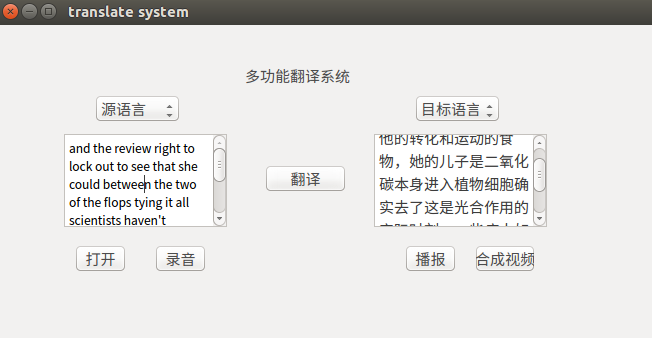 translate system
多功能翻译系统
源语言
目标语言
and the review right to
lock out to see that she
could between the two
of the flops tying it all
scientists haven't
翻译
他的转化和运动的食
物，她的儿子是二氧化
碳本身进入植物细胞确
实去了这是光合作用的
打开
录音
播报
合成视频